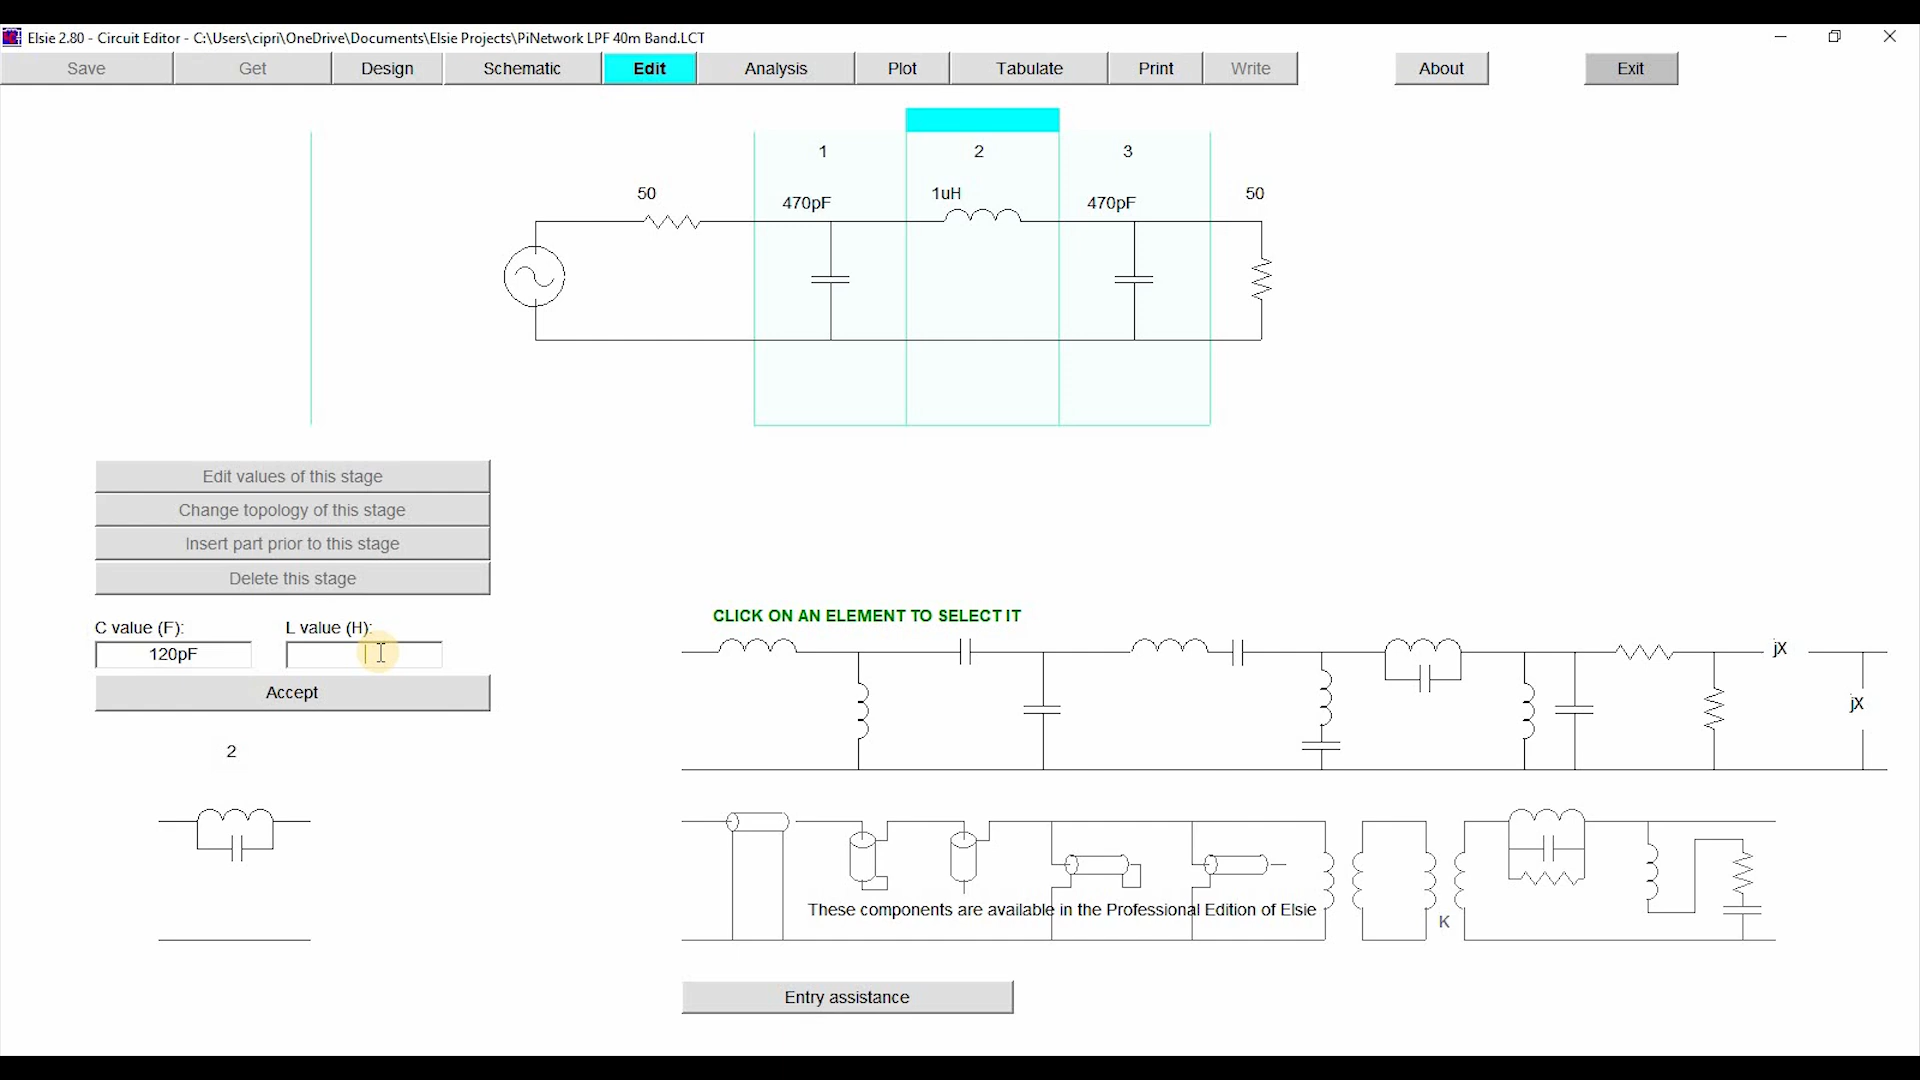 Elsie 2.80 - Circuit Editor - C:\Users\cipri\OneDrive\Documents\Elsie Projects\PiNetwork LPF 40m Band.LCT
Save Get Design Schematic Edit Analysis Plot Tabulate Print Write About Exit
1 2 3
50 470pF 1uH 470pF 50
Edit values of this stage
Change topology of this stage
Insert part prior to this stage
Delete this stage
C value (F): L value (H):
120pF
Accept
2
CLICK ON AN ELEMENT TO SELECT IT
jX
jX
These components are available in the Professional Edition of Elsie
K
Entry assistance